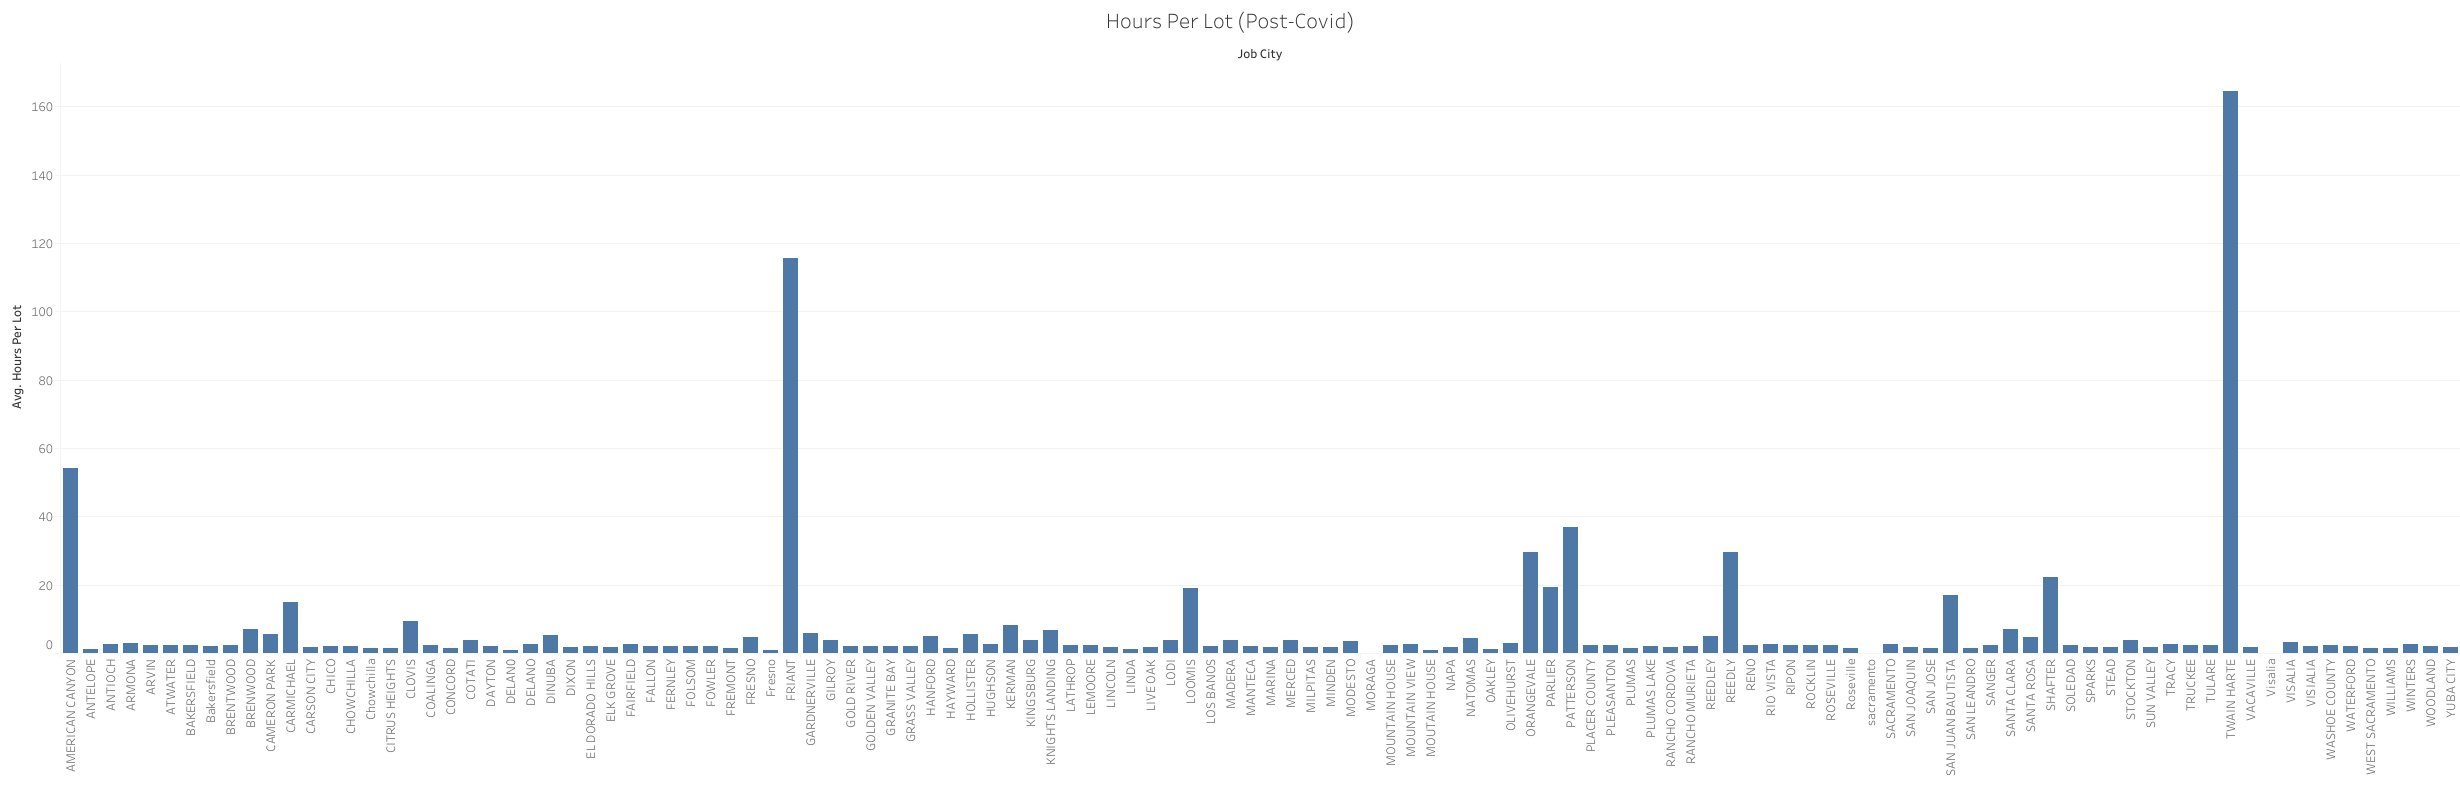 Hours Per Lot (Post-Covid)
Job City
Avg. Hours Per Lot
160
140
120
100
80
60
40
20
0
AMERICAN CANYON
ANTELOPE
ANTIOCH
ARMONA
ARVIN
ATWATER
BAKERSFIELD
Bakersfield
BRENTWOOD
BRENWOOD
CAMERON PARK
CARMICHAEL
CARSON CITY
CHICO
CHOWCHILLA
Chowchilla
CITRUS HEIGHTS
CLOVIS
COALINGA
CONCORD
COTATI
DAYTON
DELAN0
DELANO
DINUBA
DIXON
EL DORADO HILLS
ELK GROVE
FAIRFIELD
FALLON
FERNLEY
FOLSOM
FOWLER
FREMONT
FRESNO
Fresno
FRIANT
GARDNERVILLE
GILROY
GOLD RIVER
GOLDEN VALLEY
GRANITE BAY
GRASS VALLEY
HANFORD
HAYWARD
HOLLISTER
HUGHSON
KERMAN
KINGSBURG
KNIGHTS LANDING
LATHROP
LEMOORE
LINCOLN
LINDA
LIVE OAK
LODI
LOOMIS
LOS BANOS
MADERA
MANTECA
MARINA
MERCED
MILPITAS
MINDEN
MODESTO
MORAGA
MOUNTAIN HOUSE
MOUNTAIN VIEW
MOUTAIN HOUSE
NAPA
NATOMAS
OAKLEY
OLIVEHURST
ORANGEVALE
PARLIER
PATTERSON
PLACER COUNTY
PLEASANTON
PLUMAS
PLUMAS LAKE
RANCHO CORDOVA
RANCHO MURIETA
REEDLEY
REEDLY
RENO
RIO VISTA
RIPON
ROCKLIN
ROSEVILLE
Roseville
sacramento
SACRAMENTO
SAN JOAQUIN
SAN JOSE
SAN JUAN BAUTISTA
SAN LEANDRO
SANGER
SANTA CLARA
SANTA ROSA
SHAFTER
SOLEDAD
SPARKS
STEAD
STOCKTON
SUN VALLEY
TRACY
TRUCKEE
TULARE
TWAIN HARTE
VACAVILLE
Visalia
VISALIA
VISIALIA
WASHOE COUNTY
WATERFORD
WEST SACRAMENTO
WILLIAMS
WINTERS
WOODLAND
YUBA CITY